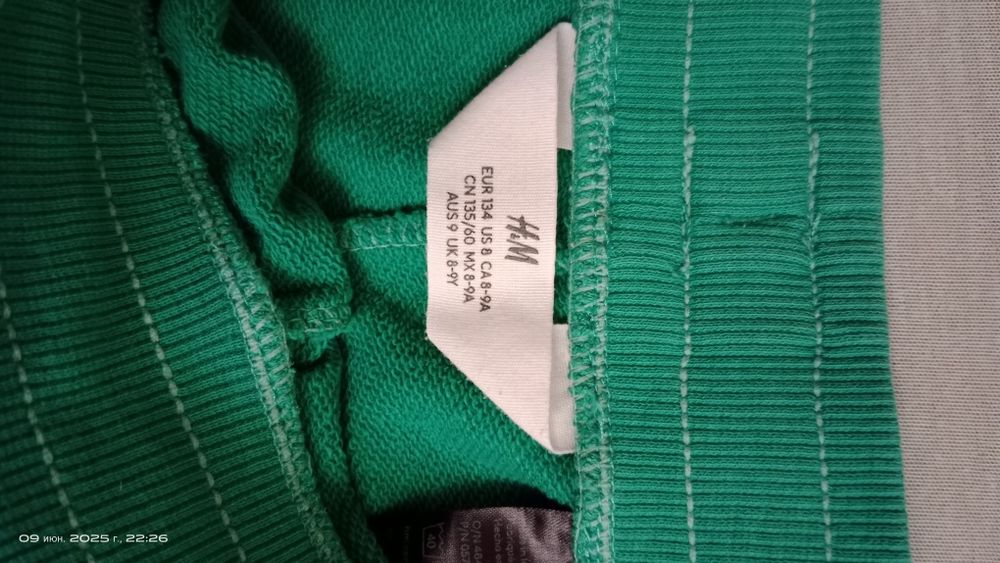 H&M
EUR 134 US 8 CA 8-9A
CN 135/60 MX 8-9A
AUS 9 UK 8-9Y
40
09 июн. 2025 г., 22:26